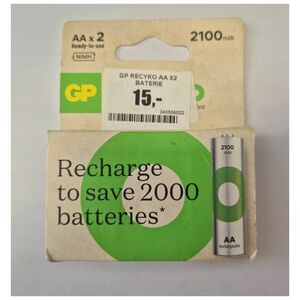 AA x 2
Ready-to-use
NiMH
2100 mAh
GP
GP RECYKO AA X2
BATERIE
15,-
Recharge
to save 2000
batteries*
2100
mAh
AA
Rechargeable